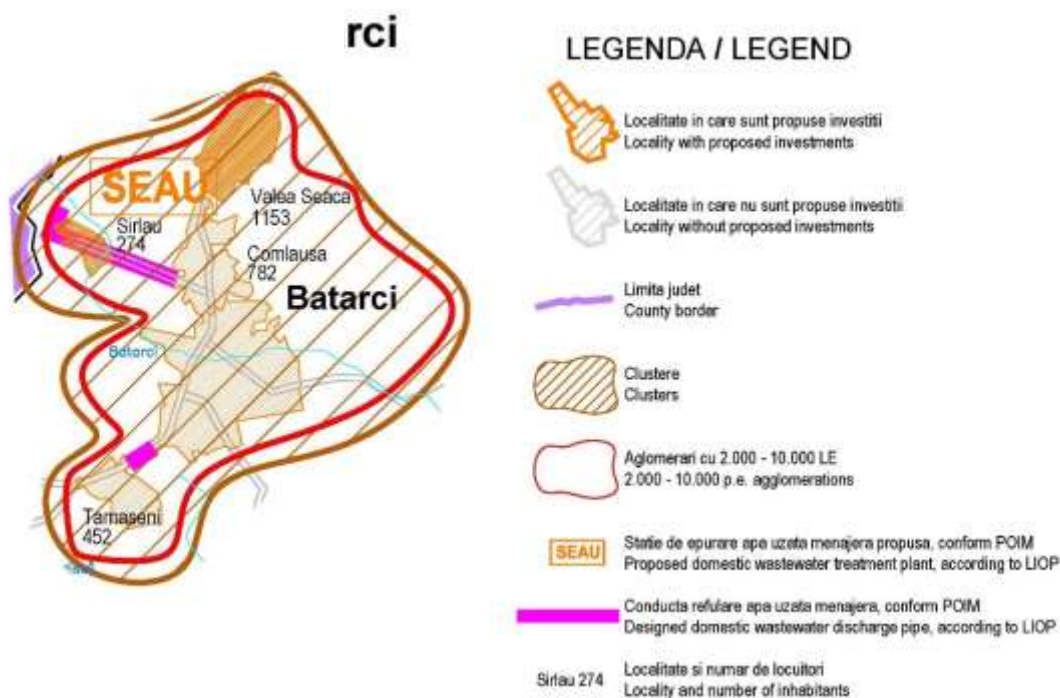 rci
SEAU
Valea Seaca
1153
Sirlau
274
Comlausa
782
Batarci
Batarci
Tamaseni
452
LEGENDA / LEGEND
Localitate in care sunt propuse investitii
Locality with proposed investments
Localitate in care nu sunt propuse investitii
Locality without proposed investments
Limita judet
County border
Clustere
Clusters
Aglomerari cu 2.000 - 10.000 LE
2.000 - 10.000 p.e. agglomerations
SEAU
Statie de epurare apa uzata menajera propusa, conform POIM
Proposed domestic wastewater treatment plant, according to LIOP
Conducta refulare apa uzata menajera, conform POIM
Designed domestic wastewater discharge pipe, according to LIOP
Sirlau 274
Localitate si numar de locuitori
Locality and number of inhabitants